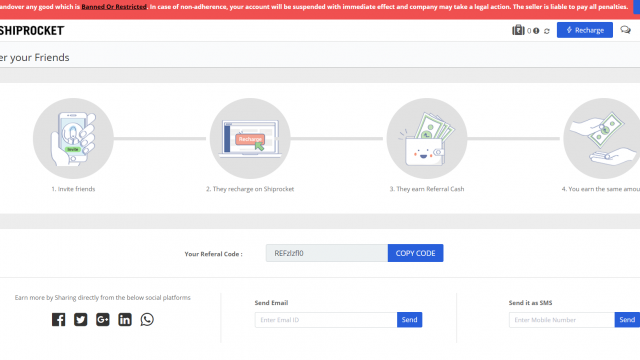 andover any good which is Banned Or Restricted. In case of non-adherence, your account will be suspended with immediate effect and company may take a legal action. The seller is liable to pay all penalties.
SHIPROCKET
0
Recharge
er your Friends
Invite
Recharge
1. Invite friends
2. They recharge on Shiprocket
3. They earn Referral Cash
4. You earn the same amou
Your Referal Code :
REFzlzfl0
COPY CODE
Earn more by Sharing directly from the below social platforms
Send Email
Enter Emai ID
Send
Send it as SMS
Enter Mobile Number
Send